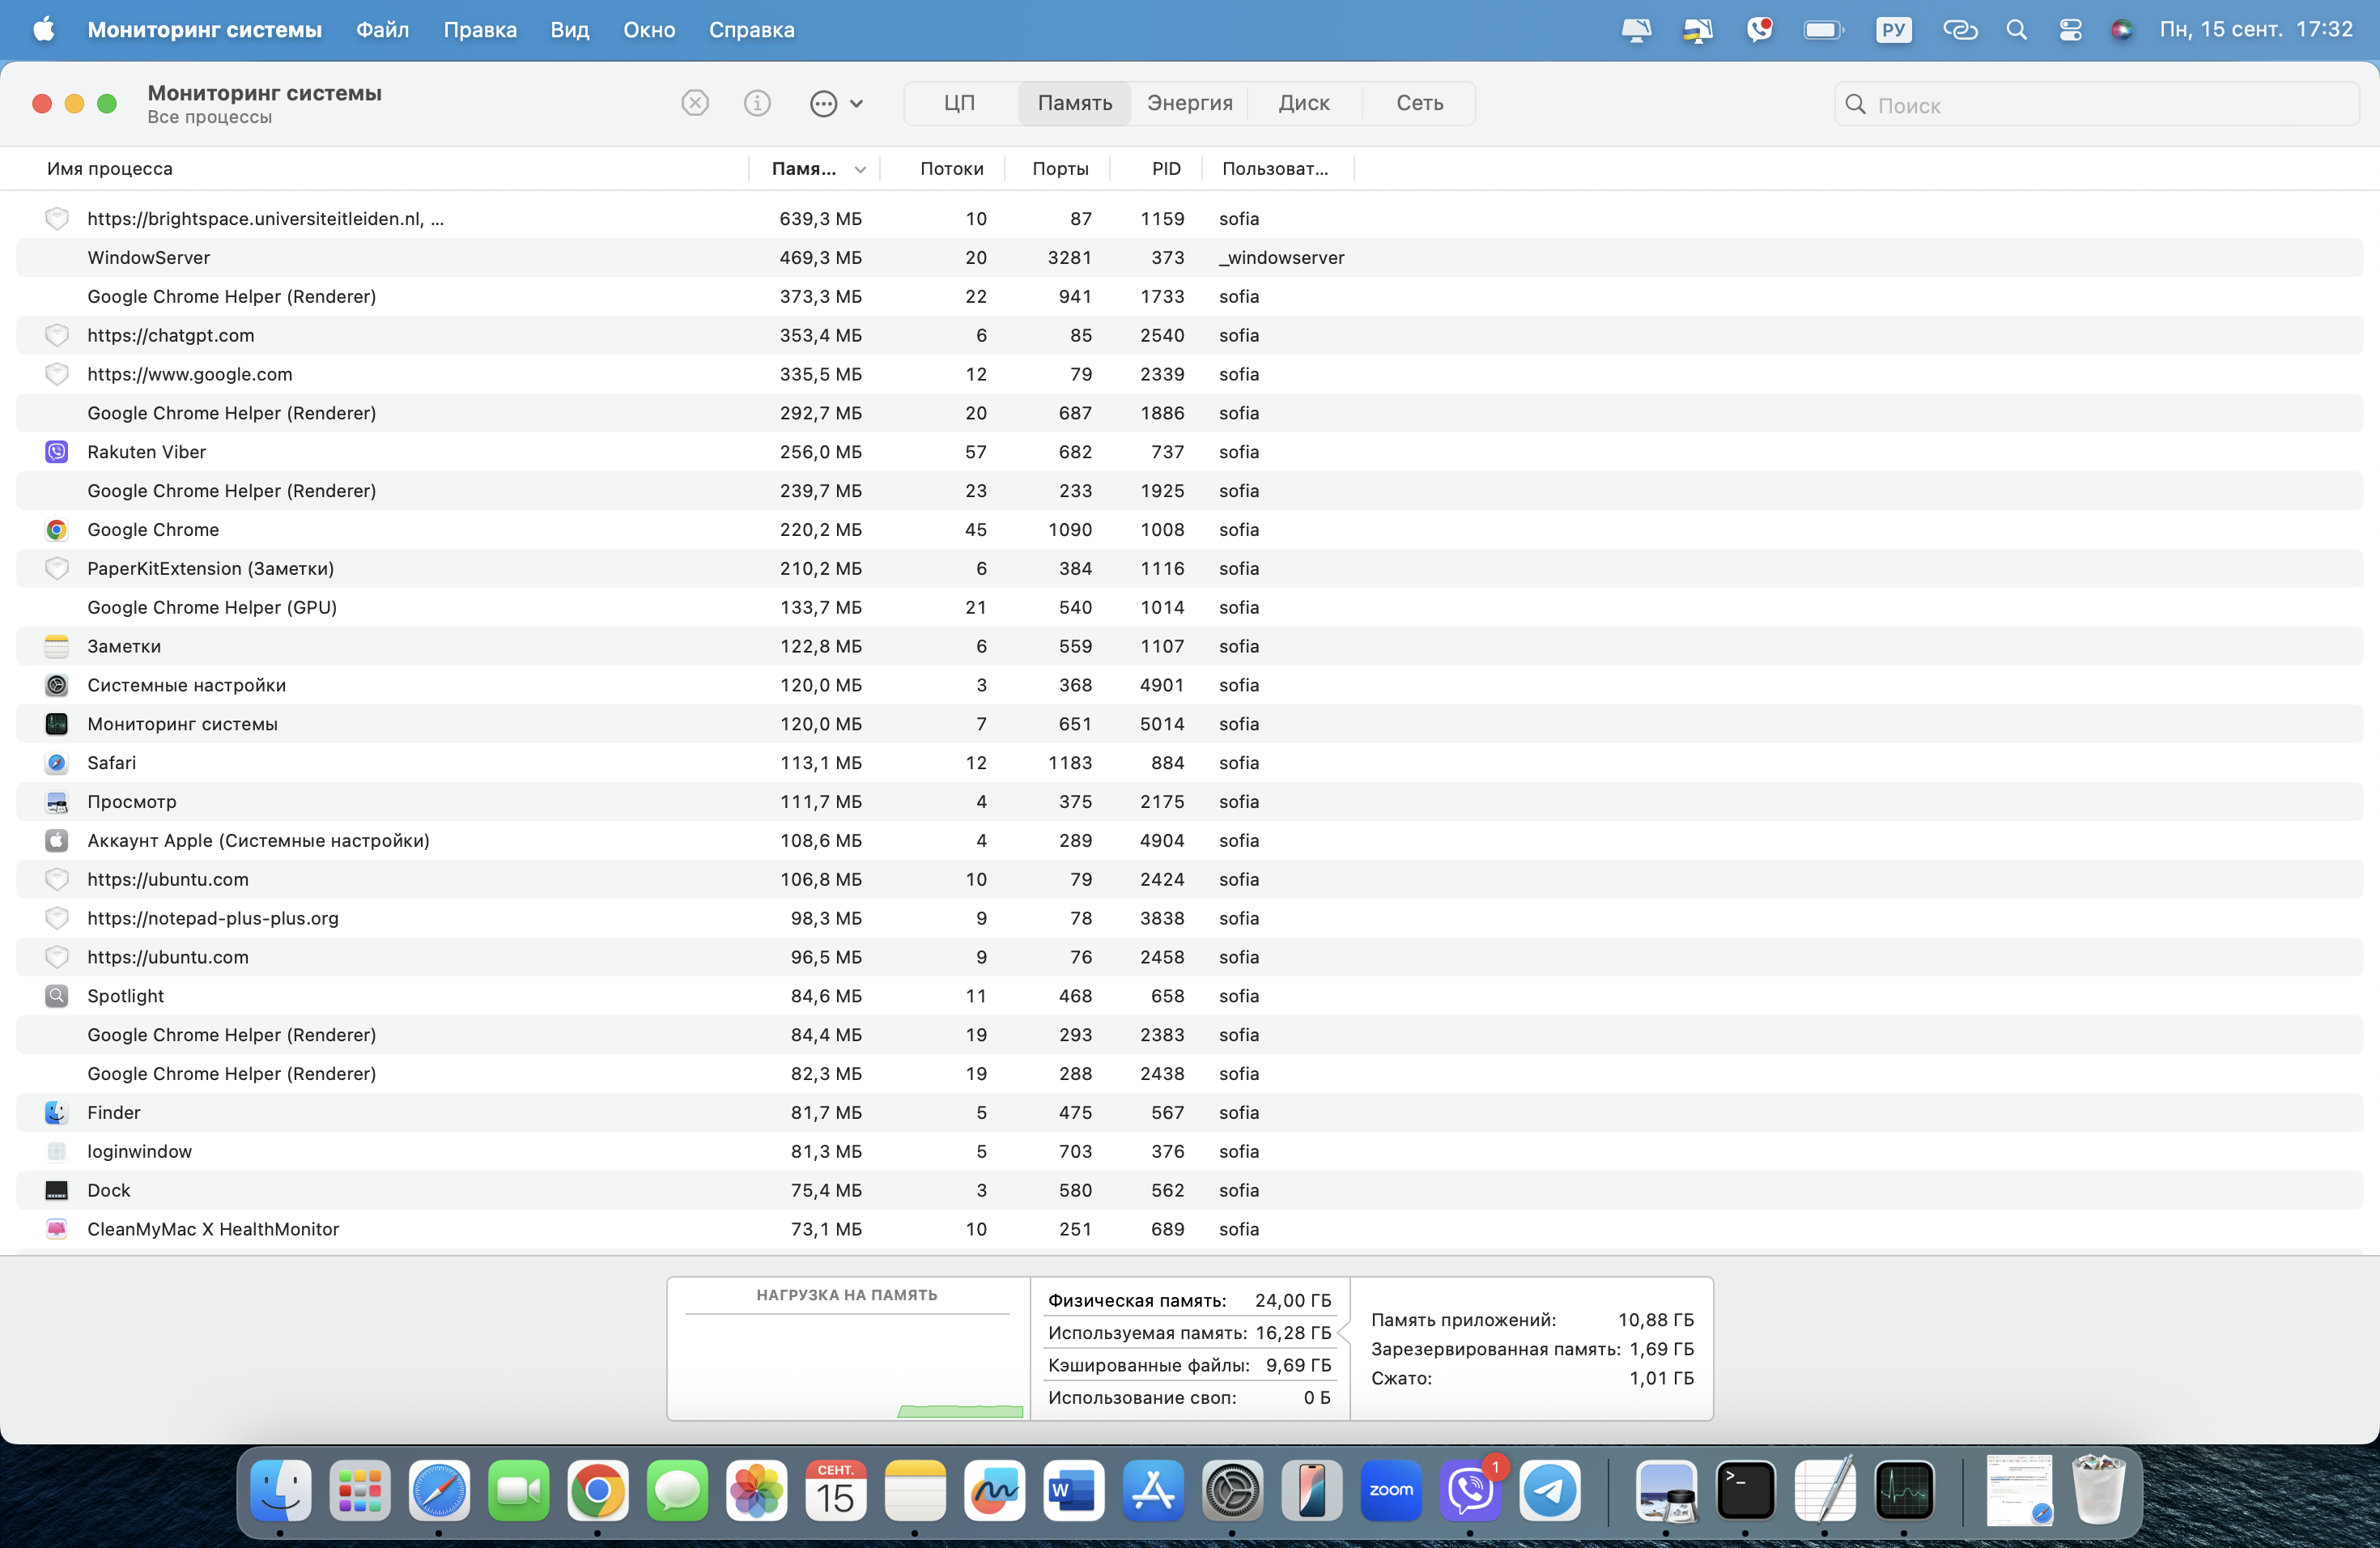 Мониторинг системы Файл Правка Вид Окно Справка РУ Пн, 15 сент. 17:32
Мониторинг системы
Все процессы
ЦП Память Энергия Диск Сеть
Поиск
Имя процесса Памя... Потоки Порты PID Пользоват...
https://brightspace.universiteitleiden.nl, ... 639,3 МБ 10 87 1159 sofia
WindowServer 469,3 МБ 20 3281 373 _windowserver
Google Chrome Helper (Renderer) 373,3 МБ 22 941 1733 sofia
https://chatgpt.com 353,4 МБ 6 85 2540 sofia
https://www.google.com 335,5 МБ 12 79 2339 sofia
Google Chrome Helper (Renderer) 292,7 МБ 20 687 1886 sofia
Rakuten Viber 256,0 МБ 57 682 737 sofia
Google Chrome Helper (Renderer) 239,7 МБ 23 233 1925 sofia
Google Chrome 220,2 МБ 45 1090 1008 sofia
PaperKitExtension (Заметки) 210,2 МБ 6 384 1116 sofia
Google Chrome Helper (GPU) 133,7 МБ 21 540 1014 sofia
Заметки 122,8 МБ 6 559 1107 sofia
Системные настройки 120,0 МБ 3 368 4901 sofia
Мониторинг системы 120,0 МБ 7 651 5014 sofia
Safari 113,1 МБ 12 1183 884 sofia
Просмотр 111,7 МБ 4 375 2175 sofia
Аккаунт Apple (Системные настройки) 108,6 МБ 4 289 4904 sofia
https://ubuntu.com 106,8 МБ 10 79 2424 sofia
https://notepad-plus-plus.org 98,3 МБ 9 78 3838 sofia
https://ubuntu.com 96,5 МБ 9 76 2458 sofia
Spotlight 84,6 МБ 11 468 658 sofia
Google Chrome Helper (Renderer) 84,4 МБ 19 293 2383 sofia
Google Chrome Helper (Renderer) 82,3 МБ 19 288 2438 sofia
Finder 81,7 МБ 5 475 567 sofia
loginwindow 81,3 МБ 5 703 376 sofia
Dock 75,4 МБ 3 580 562 sofia
CleanMyMac X HealthMonitor 73,1 МБ 10 251 689 sofia
НАГРУЗКА НА ПАМЯТЬ
Физическая память: 24,00 ГБ
Используемая память: 16,28 ГБ
Кэшированные файлы: 9,69 ГБ
Использование своп: 0 Б
Память приложений: 10,88 ГБ
Зарезервированная память: 1,69 ГБ
Сжато: 1,01 ГБ
СЕНТ.
15
W
zoom
1
>_